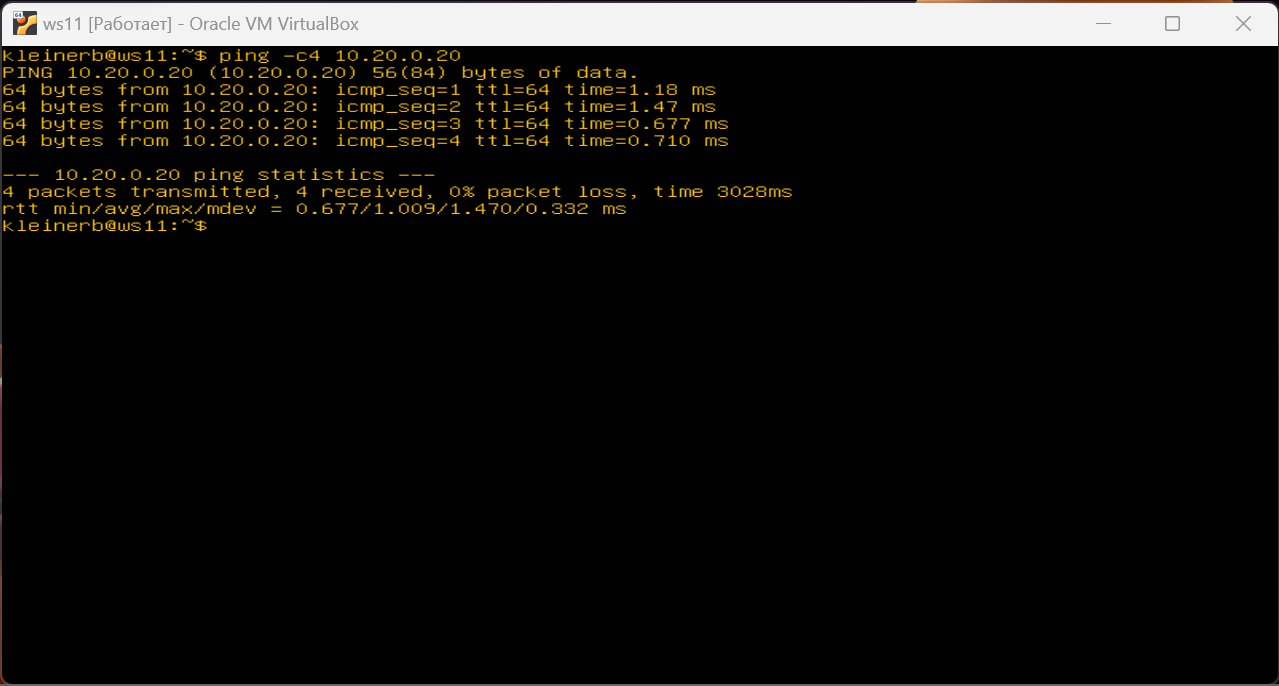 64
ws11 [Работает] - Oracle VM VirtualBox
kleinerb@ws11:~$ ping -c4 10.20.0.20
PING 10.20.0.20 (10.20.0.20) 56(84) bytes of data.
64 bytes from 10.20.0.20: icmp_seq=1 ttl=64 time=1.18 ms
64 bytes from 10.20.0.20: icmp_seq=2 ttl=64 time=1.47 ms
64 bytes from 10.20.0.20: icmp_seq=3 ttl=64 time=0.677 ms
64 bytes from 10.20.0.20: icmp_seq=4 ttl=64 time=0.710 ms
--- 10.20.0.20 ping statistics ---
4 packets transmitted, 4 received, 0% packet loss, time 3028ms
rtt min/avg/max/mdev = 0.677/1.009/1.470/0.332 ms
kleinerb@ws11:~$